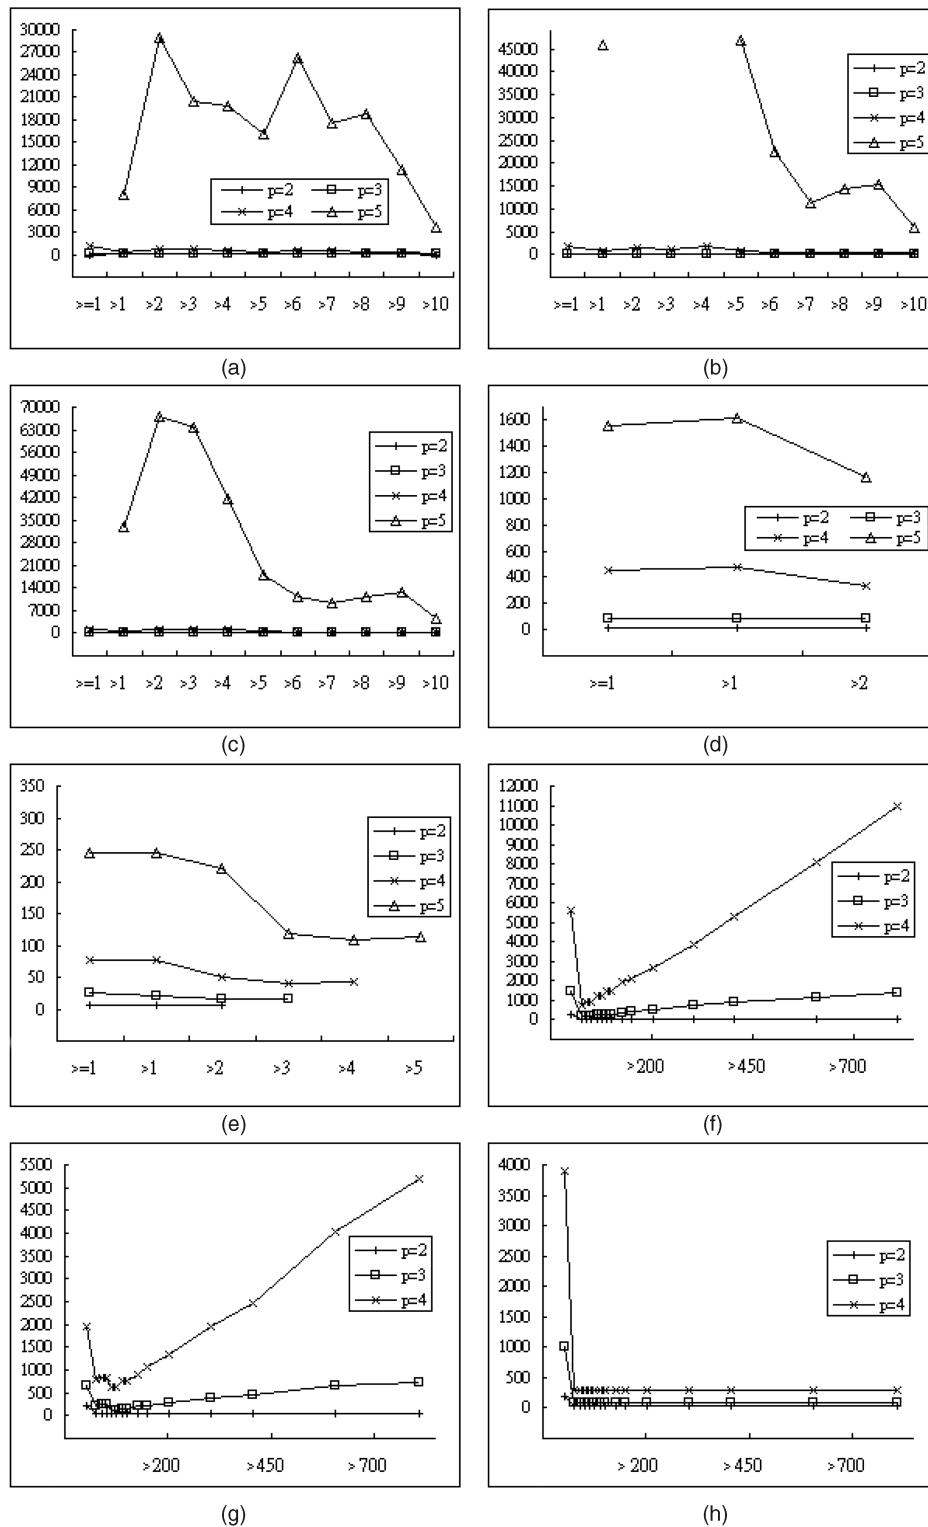 30000
27000
24000
21000
18000
15000
12000
9000
6000
3000
0
p=2 p=3
p=4 p=5
>=1 >1 >2 >3 >4 >5 >6 >7 >8 >9 >10
(a)
45000
40000
35000
30000
25000
20000
15000
10000
5000
0
p=2
p=3
p=4
p=5
>=1 >1 >2 >3 >4 >5 >6 >7 >8 >9 >10
(b)
70000
63000
56000
49000
42000
35000
28000
21000
14000
7000
0
p=2
p=3
p=4
p=5
>=1 >1 >2 >3 >4 >5 >6 >7 >8 >9 >10
(c)
1600
1400
1200
1000
800
600
400
200
0
p=2 p=3
p=4 p=5
>=1 >1 >2
(d)
350
300
250
200
150
100
50
0
p=2
p=3
p=4
p=5
>=1 >1 >2 >3 >4 >5
(e)
12000
11000
10000
9000
8000
7000
6000
5000
4000
3000
2000
1000
0
p=2
p=3
p=4
>200 >450 >700
(f)
5500
5000
4500
4000
3500
3000
2500
2000
1500
1000
500
0
p=2
p=3
p=4
>200 >450 >700
(g)
4000
3500
3000
2500
2000
1500
1000
500
0
p=2
p=3
p=4
> 200 >450 >700
(h)